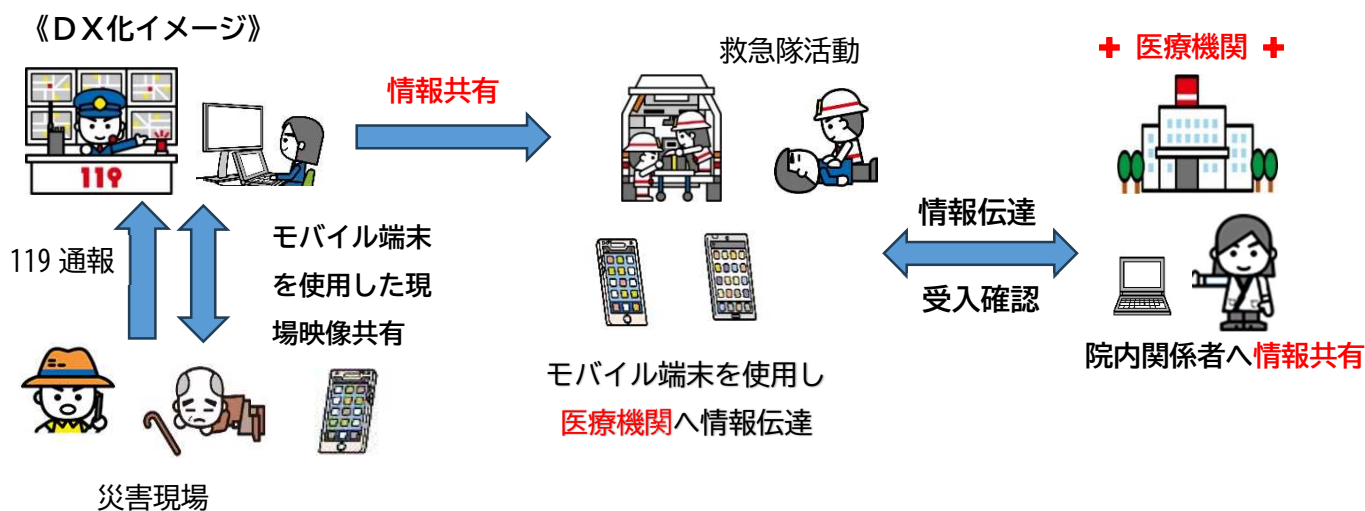 《ＤＸ化イメージ》
119
119 通報
災害現場
モバイル端末
を使用した現
場映像共有
情報共有
救急隊活動
モバイル端末を使用し
医療機関へ情報伝達
情報伝達
受入確認
医療機関
院内関係者へ情報共有